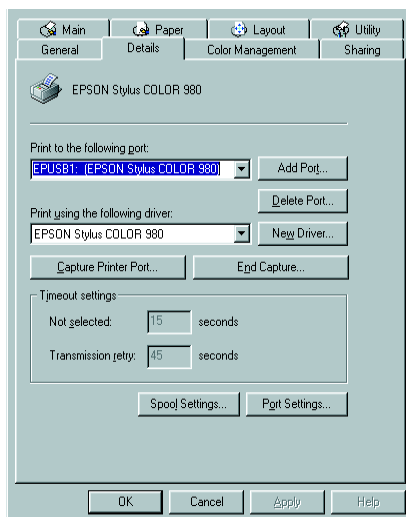 Main Paper Layout Utility
General Details Color Management Sharing
EPSON Stylus COLOR 980
Print to the following port:
EPUSB1: (EPSON Stylus COLOR 980) Add Port...
Delete Port...
Print using the following driver:
EPSON Stylus COLOR 980 New Driver...
Capture Printer Port... End Capture...
Timeout settings
Not selected: 15 seconds
Transmission retry: 45 seconds
Spool Settings... Port Settings...
OK Cancel Apply Help